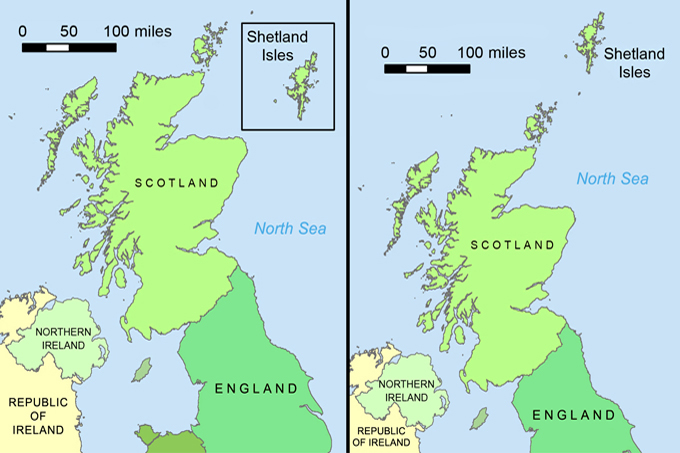 0 50 100 miles
Shetland
Isles
SCOTLAND
North Sea
NORTHERN
IRELAND
REPUBLIC
OF
IRELAND
ENGLAND
0 50 100 miles
Shetland
Isles
North Sea
SCOTLAND
NORTHERN
IRELAND
REPUBLIC
OF IRELAND
ENGLAND